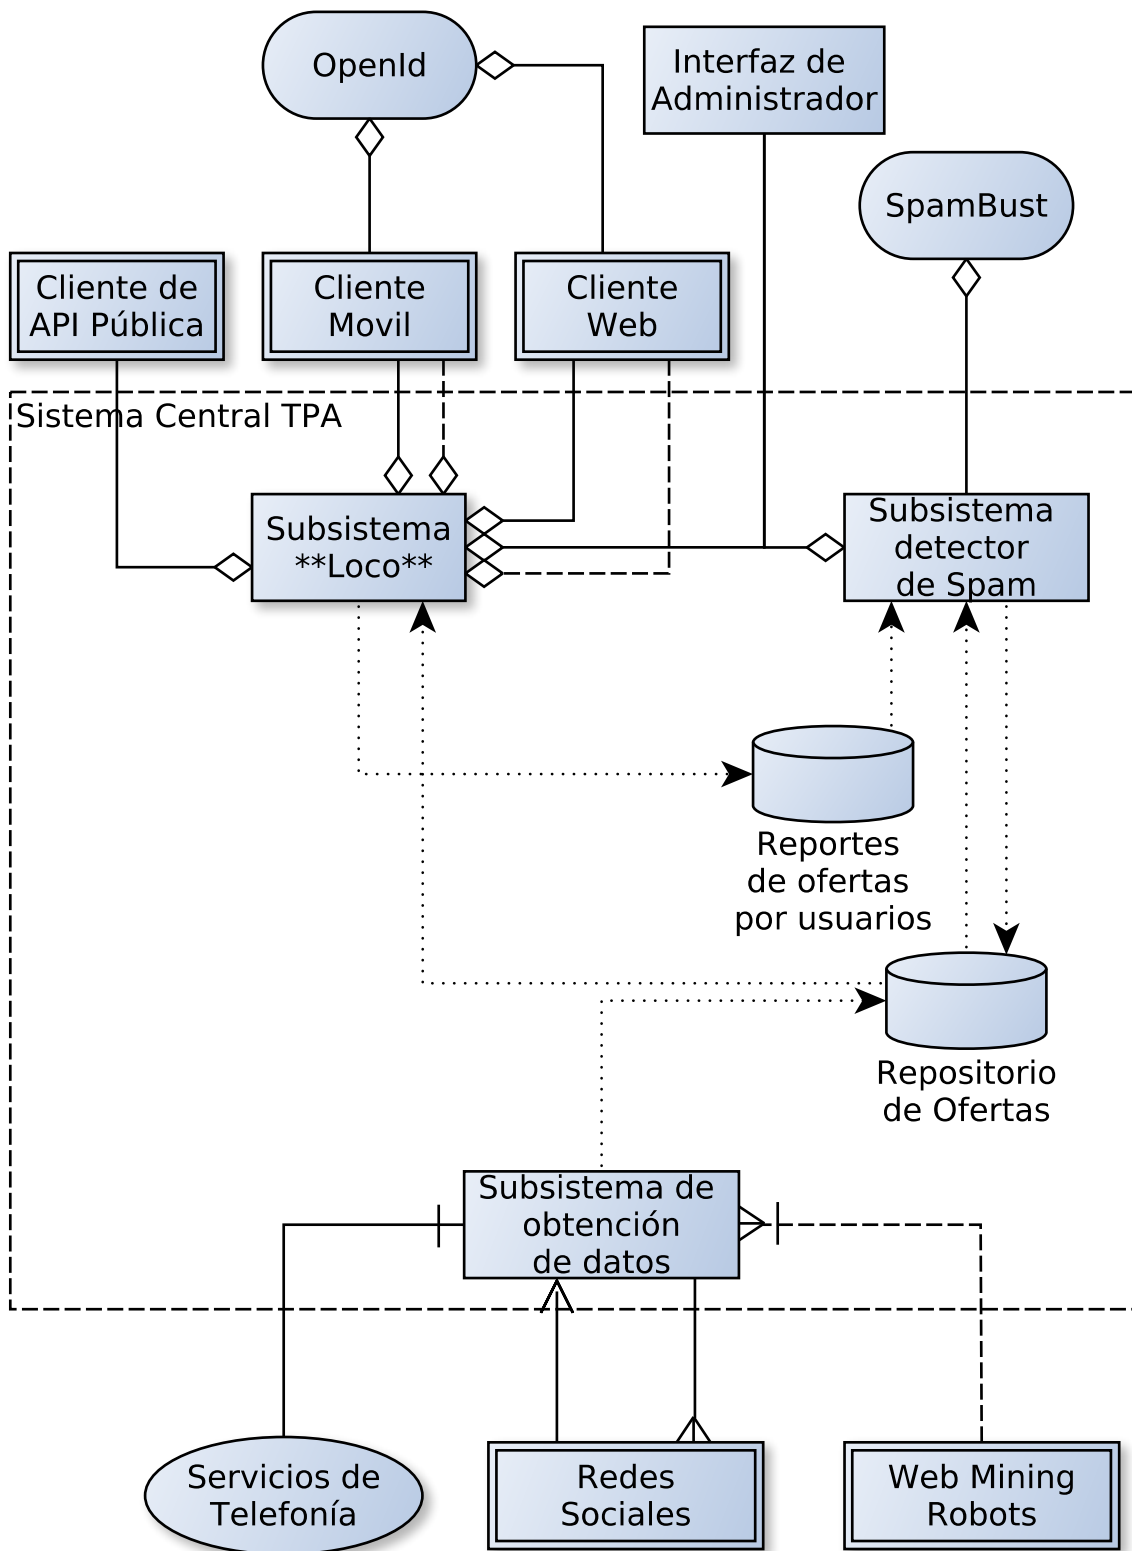 OpenId
Interfaz de
Administrador
SpamBust
Cliente de
API Pública
Cliente
Movil
Cliente
Web
Sistema Central TPA
Subsistema
**Loco**
Subsistema
detector
de Spam
Reportes
de ofertas
por usuarios
Repositorio
de Ofertas
Subsistema de
obtención
de datos
Servicios de
Telefonía
Redes
Sociales
Web Mining
Robots